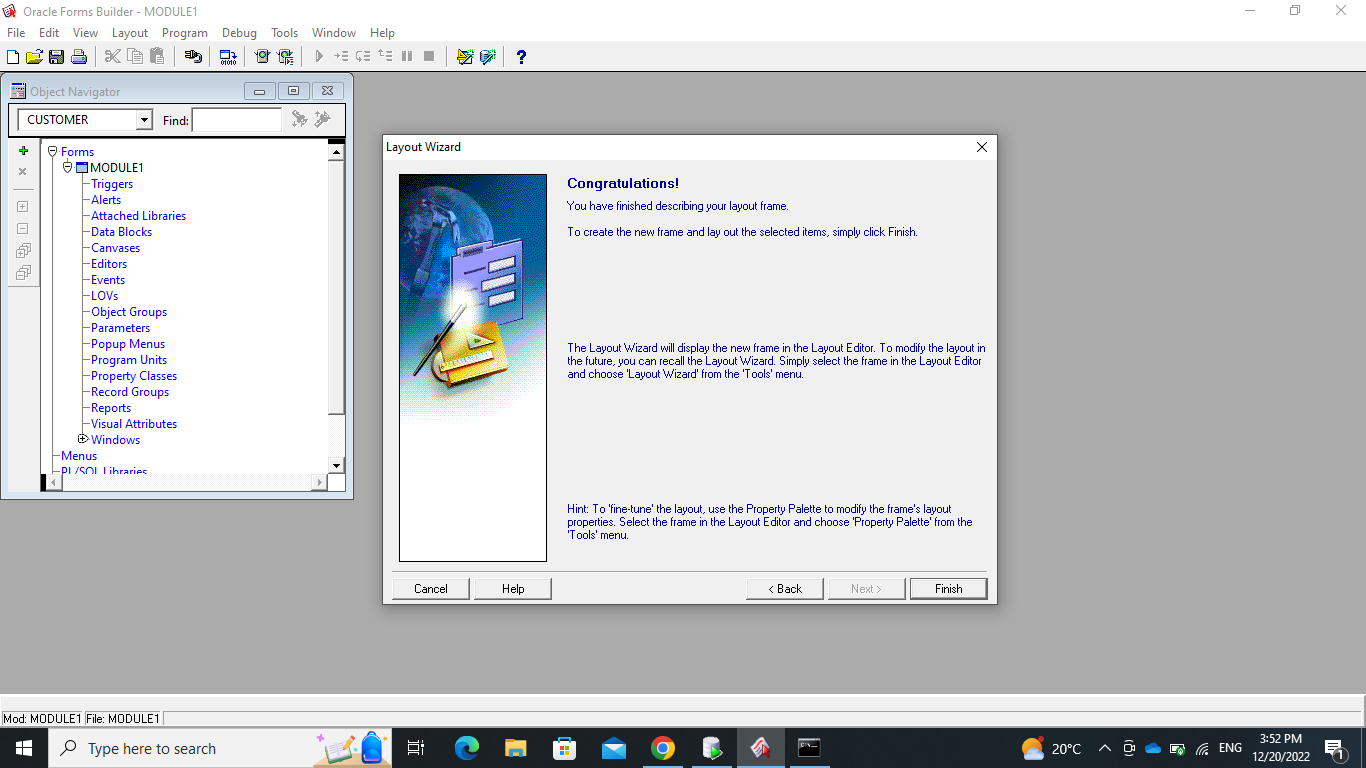 Oracle Forms Builder - MODULE1
File Edit View Layout Program Debug Tools Window Help
Object Navigator
CUSTOMER Find:
Forms
MODULE1
Triggers
Alerts
Attached Libraries
Data Blocks
Canvases
Editors
Events
LOVs
Object Groups
Parameters
Popup Menus
Program Units
Property Classes
Record Groups
Reports
Visual Attributes
Windows
Menus
PL/SQL Libraries
Layout Wizard
Congratulations!
You have finished describing your layout frame.
To create the new frame and lay out the selected items, simply click Finish.
The Layout Wizard will display the new frame in the Layout Editor. To modify the layout in
the future, you can recall the Layout Wizard. Simply select the frame in the Layout Editor
and choose 'Layout Wizard' from the 'Tools' menu.
Hint: To 'fine-tune' the layout, use the Property Palette to modify the frame's layout
properties. Select the frame in the Layout Editor and choose 'Property Palette' from the
'Tools' menu.
Cancel Help < Back Next > Finish
Mod: MODULE1 File: MODULE1
Type here to search
20°C ENG
3:52 PM
12/20/2022
1